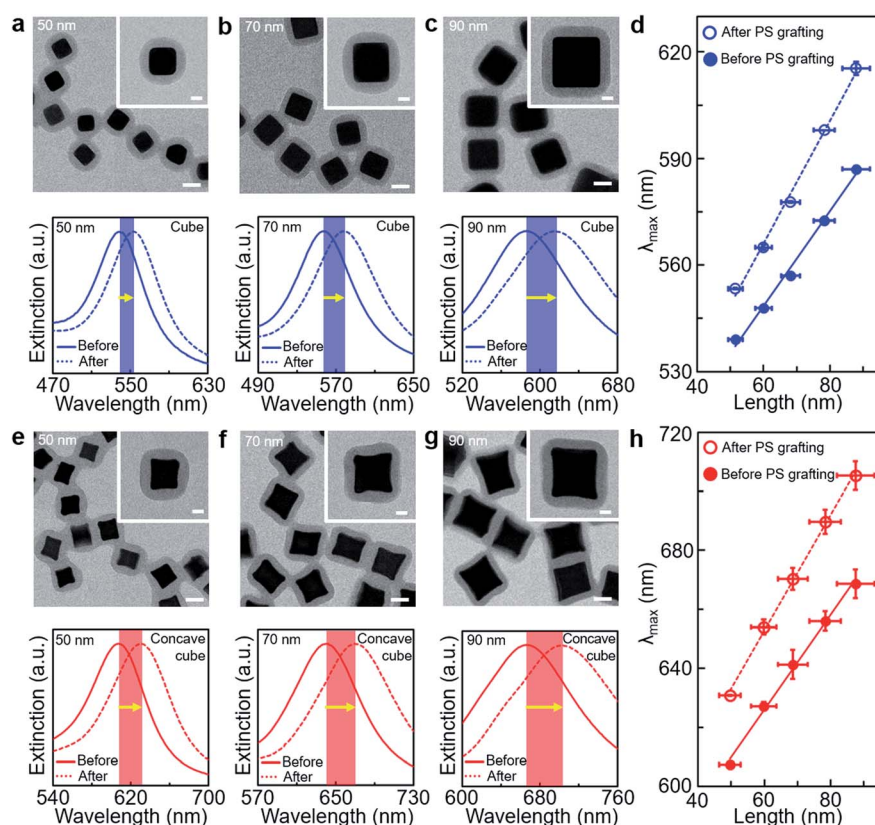 a
50 nm
b
70 nm
c
90 nm
d
After PS grafting
Before PS grafting
620
590
560
530
λmax (nm)
40 60 80
Length (nm)
50 nm
Cube
Extinction (a.u.)
Before
After
470 550 630
Wavelength (nm)
70 nm
Cube
Extinction (a.u.)
Before
After
490 570 650
Wavelength (nm)
90 nm
Cube
Extinction (a.u.)
Before
After
520 600 680
Wavelength (nm)
e
50 nm
f
70 nm
g
90 nm
h
After PS grafting
Before PS grafting
720
680
640
600
λmax (nm)
40 60 80
Length (nm)
50 nm
Concave
cube
Extinction (a.u.)
Before
After
540 620 700
Wavelength (nm)
70 nm
Concave
cube
Extinction (a.u.)
Before
After
570 650 730
Wavelength (nm)
90 nm
Concave
cube
Extinction (a.u.)
Before
After
600 680 760
Wavelength (nm)